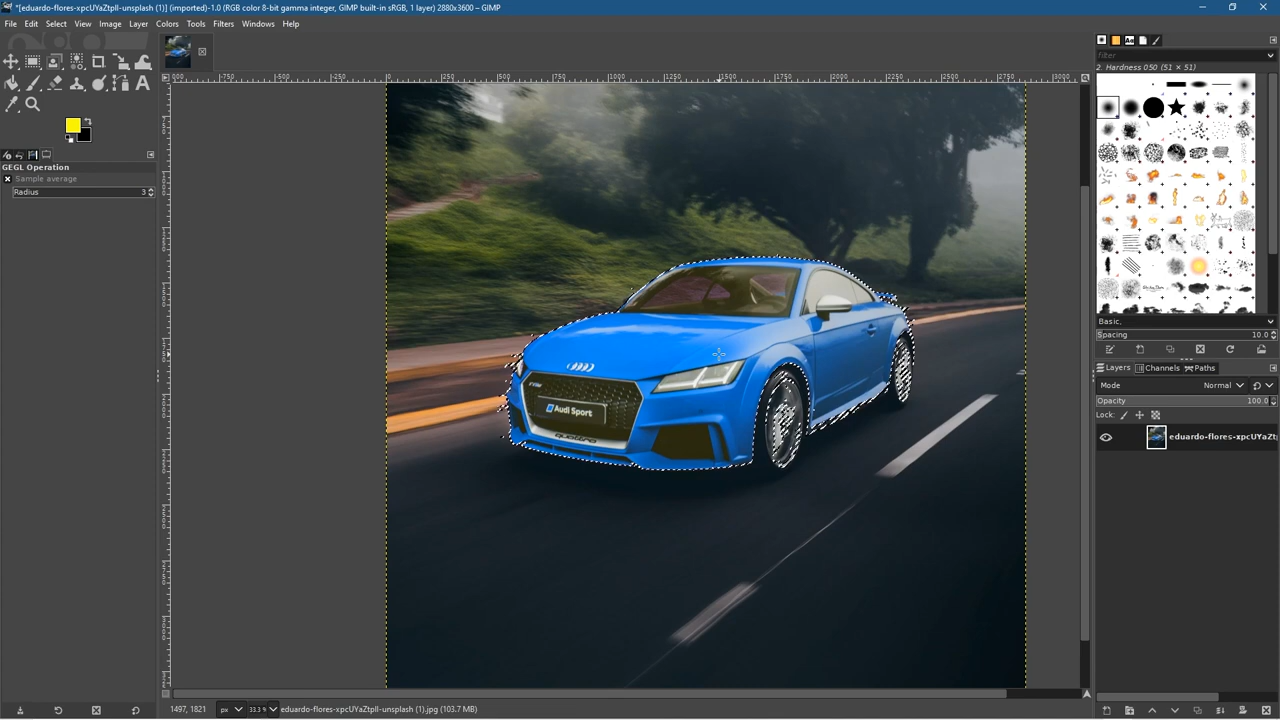 *[eduardo-flores-xpcUYaZtpII-unsplash (1)] (imported)-1.0 (RGB color 8-bit gamma integer, GIMP built-in sRGB, 1 layer) 2880x3600 – GIMP
File Edit Select View Image Layer Colors Tools Filters Windows Help
filter
2. Hardness 050 (51 × 51)
GEGL Operation
Sample average
Radius 3
Basic,
Spacing 10.0
Layers Channels Paths
Mode Normal
Opacity 100.0
Lock:
eduardo-flores-xpcUYaZt
Audi Sport
quattro
1497, 1821 px 33.3 % eduardo-flores-xpcUYaZtpII-unsplash (1).jpg (103.7 MB)